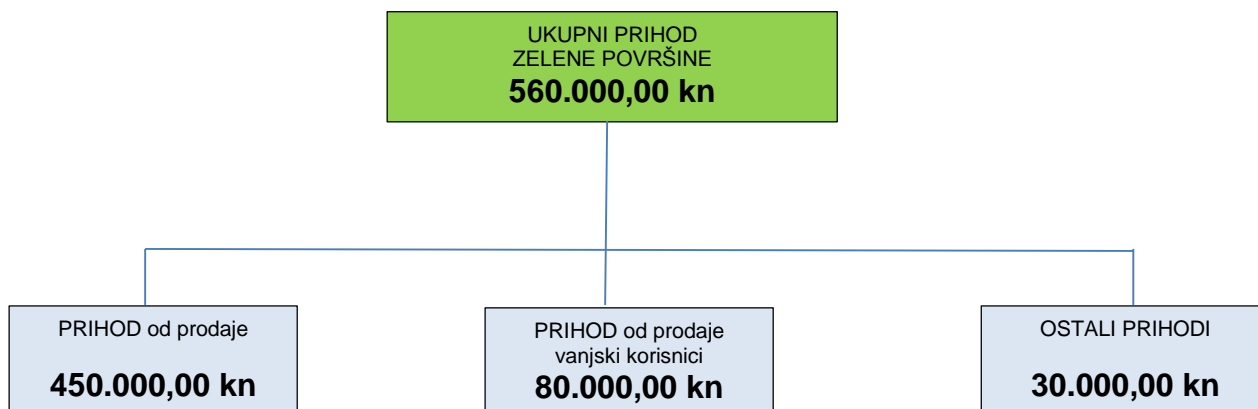 UKUPNI PRIHOD
ZELENE POVRŠINE
560.000,00 kn
PRIHOD od prodaje
450.000,00 kn
PRIHOD od prodaje
vanjski korisnici
80.000,00 kn
OSTALI PRIHODI
30.000,00 kn